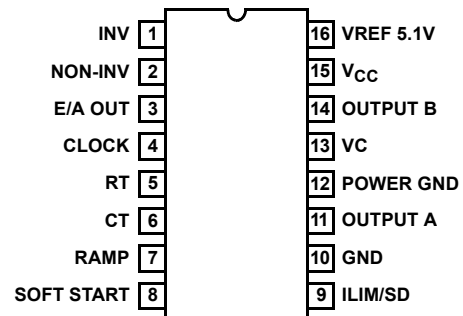 INV 1 16 VREF 5.1V
NON-INV 2 15 VCC
E/A OUT 3 14 OUTPUT B
CLOCK 4 13 VC
RT 5 12 POWER GND
CT 6 11 OUTPUT A
RAMP 7 10 GND
SOFT START 8 9 ILIM/SD